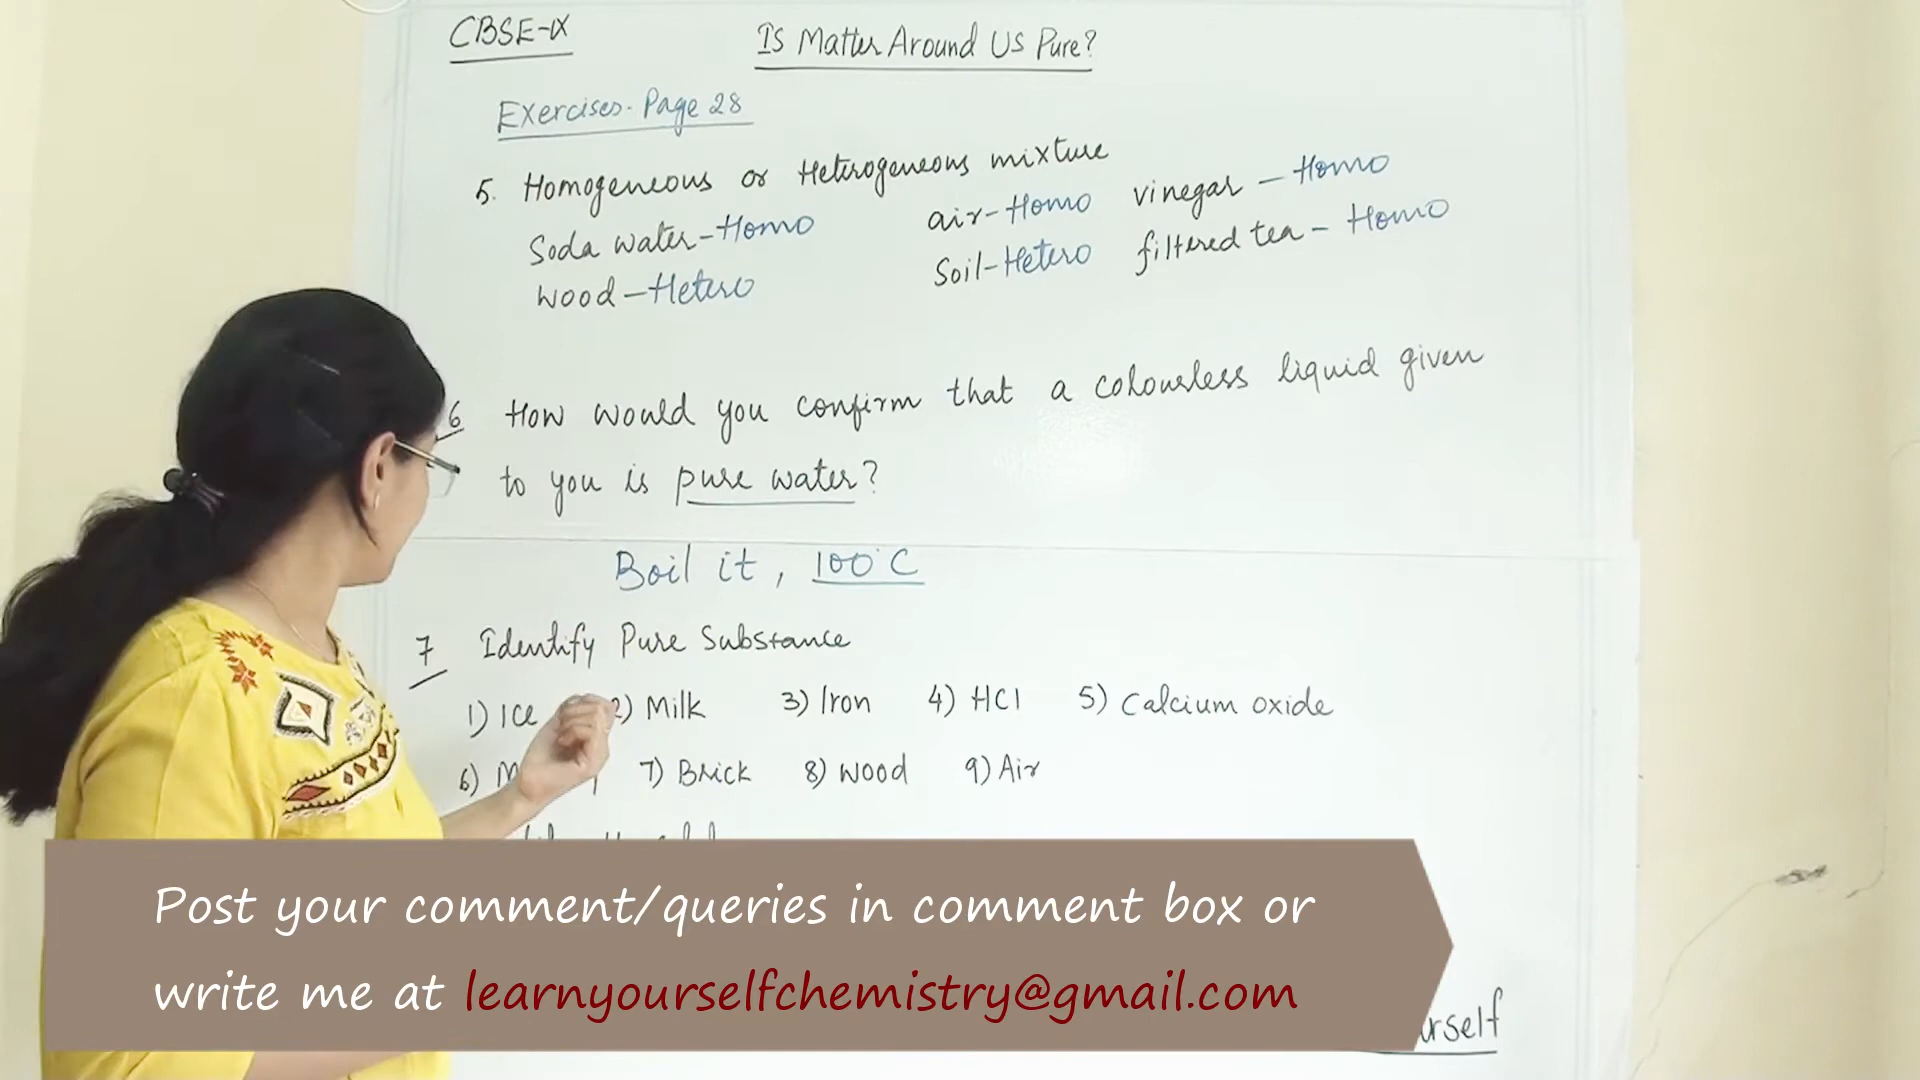 CBSE-IX
Is Matter Around Us Pure?
Exercises. Page 28
5. Homogeneous or Heterogeneous mixture
Soda water-Homo air-Homo vinegar - Homo
wood-Hetero Soil-Hetero filtered tea - Homo
6 How would you confirm that a colourless liquid given
to you is pure water?
Boil it, 100°C
7 Identify Pure Substance
1) Ice 2) Milk 3) Iron 4) HCl 5) Calcium oxide
6) 7) Brick 8) Wood 9) Air
Post your comment/queries in comment box or
write me at learnyourselfchemistry@gmail.com